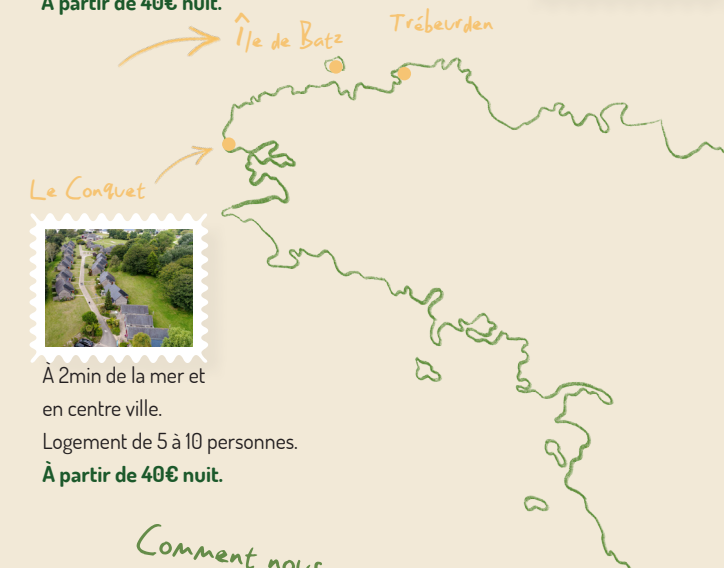 À partir de 40€ nuit.
Île de Batz
Trébeurden
Le Conquet
À 2min de la mer et
en centre ville.
Logement de 5 à 10 personnes.
À partir de 40€ nuit.
Comment nous